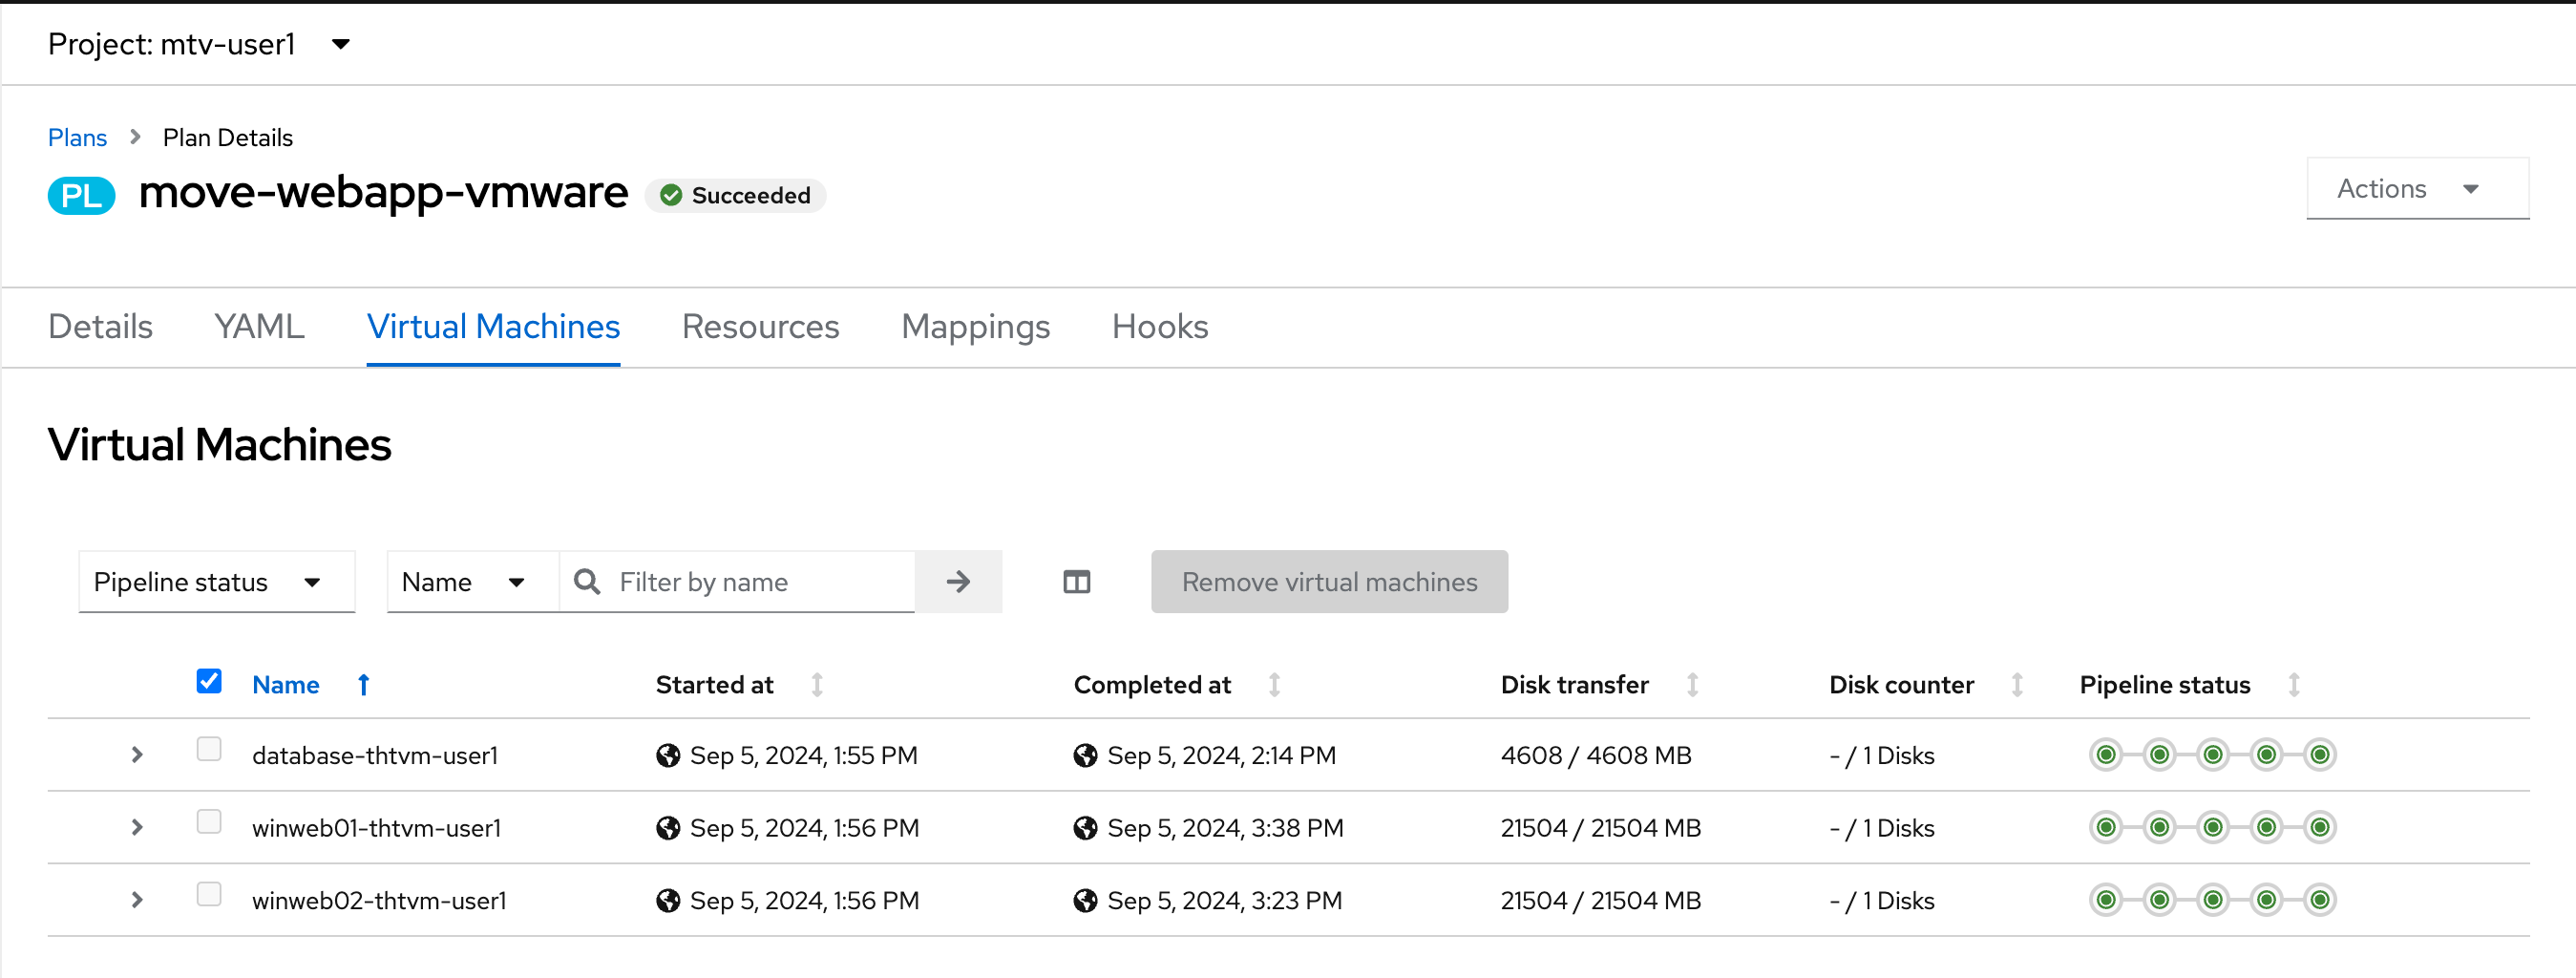 Project: mtv-user1
Plans Plan Details
PL move-webapp-vmware Succeeded
Actions
Details YAML Virtual Machines Resources Mappings Hooks
Virtual Machines
Pipeline status Name Filter by name Remove virtual machines
Name Started at Completed at Disk transfer Disk counter Pipeline status
database-thtvm-user1 Sep 5, 2024, 1:55 PM Sep 5, 2024, 2:14 PM 4608 / 4608 MB - / 1 Disks
winweb01-thtvm-user1 Sep 5, 2024, 1:56 PM Sep 5, 2024, 3:38 PM 21504 / 21504 MB - / 1 Disks
winweb02-thtvm-user1 Sep 5, 2024, 1:56 PM Sep 5, 2024, 3:23 PM 21504 / 21504 MB - / 1 Disks